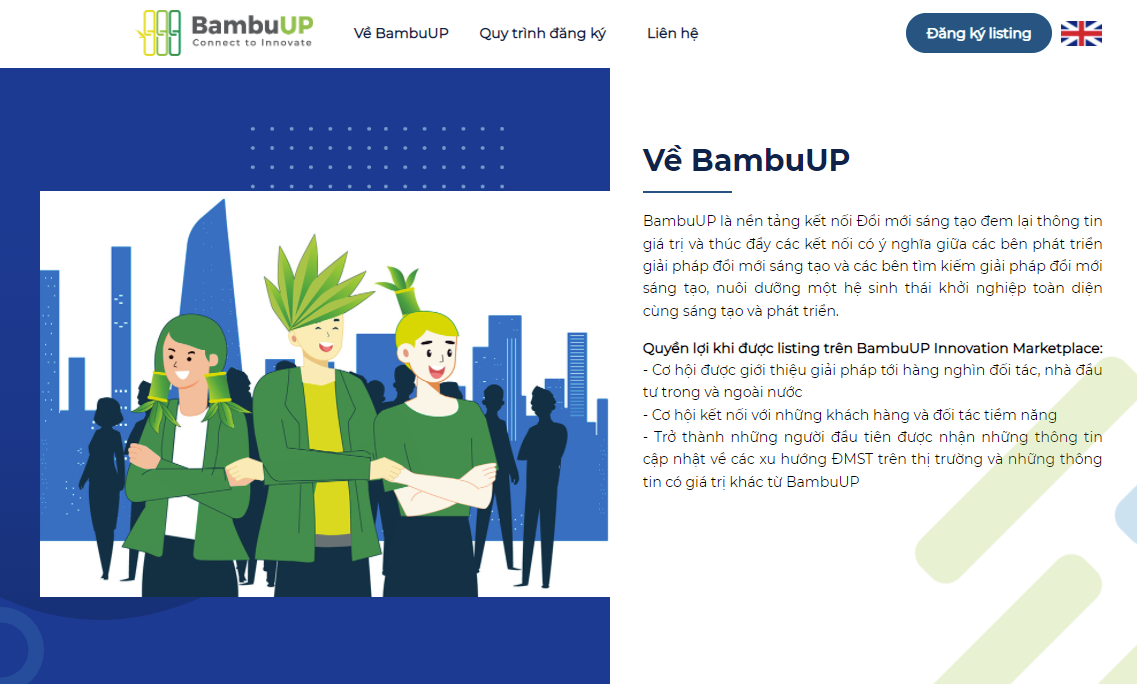 BambuUP
Connect to Innovate
Về BambuUP
Quy trình đăng ký
Liên hệ
Đăng ký listing
Về BambuUP
BambuUP là nền tảng kết nối Đổi mới sáng tạo đem lại thông tin
giá trị và thúc đẩy các kết nối có ý nghĩa giữa các bên phát triển
giải pháp đổi mới sáng tạo và các bên tìm kiếm giải pháp đổi mới
sáng tạo, nuôi dưỡng một hệ sinh thái khởi nghiệp toàn diện
cùng sáng tạo và phát triển.
Quyền lợi khi được listing trên BambuUP Innovation Marketplace:
- Cơ hội được giới thiệu giải pháp tới hàng nghìn đối tác, nhà đầu
tư trong và ngoài nước
- Cơ hội kết nối với những khách hàng và đối tác tiềm năng
- Trở thành những người đầu tiên được nhận những thông tin
cập nhật về các xu hướng ĐMST trên thị trường và những thông
tin có giá trị khác từ BambuUP